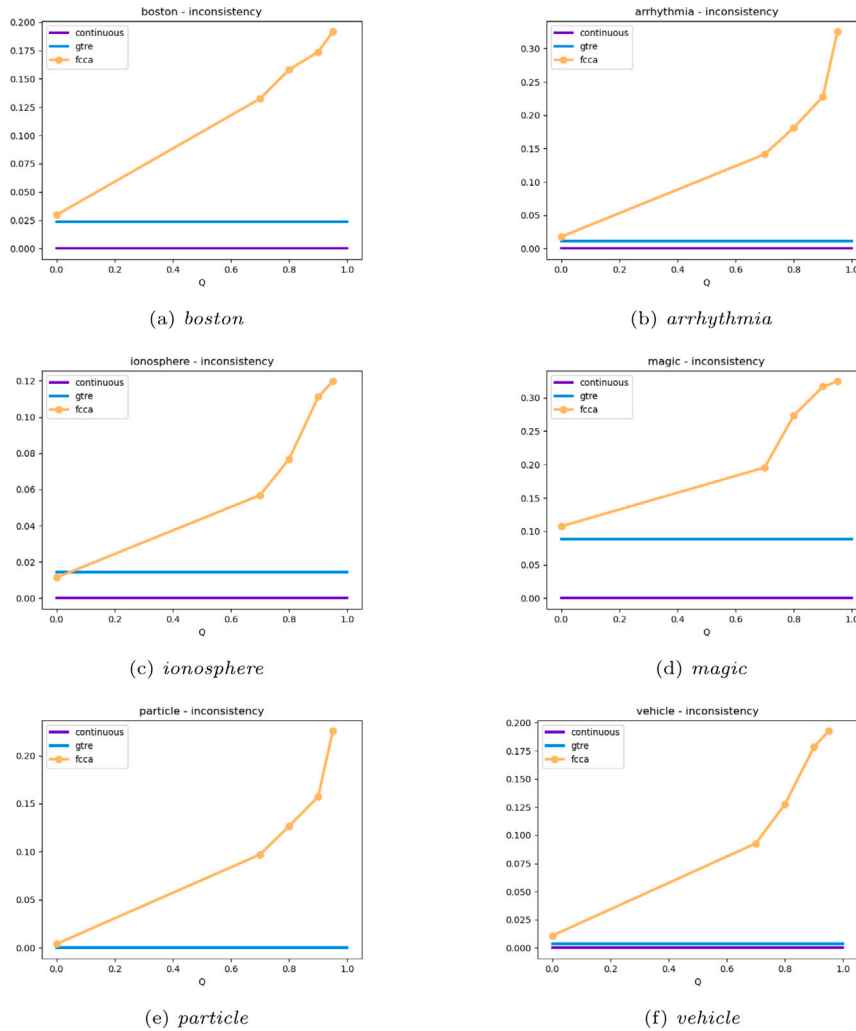 boston - inconsistency
0.200
0.175
0.150
0.125
0.100
0.075
0.050
0.025
0.000
continuous
gtre
fcca
0.0 0.2 0.4 0.6 0.8 1.0
Q
(a) boston
arrhythmia - inconsistency
0.30
0.25
0.20
0.15
0.10
0.05
0.00
continuous
gtre
fcca
0.0 0.2 0.4 0.6 0.8 1.0
Q
(b) arrhythmia
ionosphere - inconsistency
0.12
0.10
0.08
0.06
0.04
0.02
0.00
continuous
gtre
fcca
0.0 0.2 0.4 0.6 0.8 1.0
Q
(c) ionosphere
magic - inconsistency
0.30
0.25
0.20
0.15
0.10
0.05
0.00
continuous
gtre
fcca
0.0 0.2 0.4 0.6 0.8 1.0
Q
(d) magic
particle - inconsistency
0.20
0.15
0.10
0.05
0.00
continuous
gtre
fcca
0.0 0.2 0.4 0.6 0.8 1.0
Q
(e) particle
vehicle - inconsistency
0.200
0.175
0.150
0.125
0.100
0.075
0.050
0.025
0.000
continuous
gtre
fcca
0.0 0.2 0.4 0.6 0.8 1.0
Q
(f) vehicle